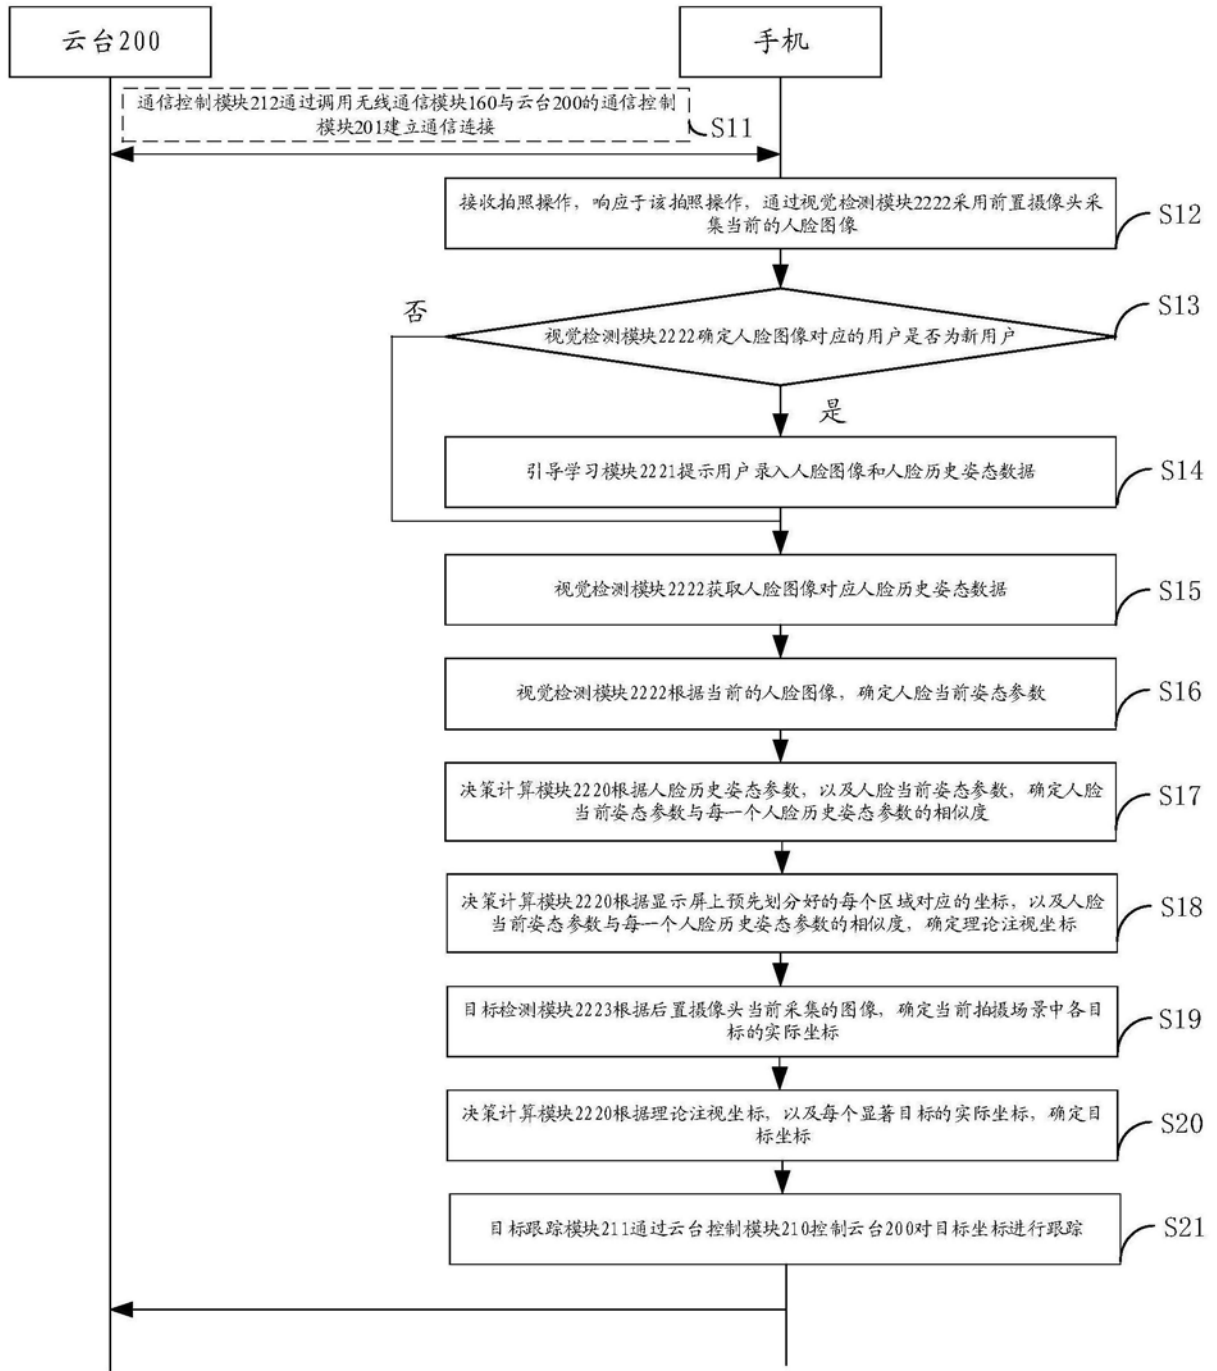 云台200
手机
通信控制模块212通过调用无线通信模块160与云台200的通信控制
模块201建立通信连接
S11
接收拍照操作，响应于该拍照操作，通过视觉检测模块2222采用前置摄像头采
集当前的人脸图像
S12
S13
否
视觉检测模块2222确定人脸图像对应的用户是否为新用户
是
引导学习模块2221提示用户录入人脸图像和人脸历史姿态数据
S14
视觉检测模块2222获取人脸图像对应人脸历史姿态数据
S15
视觉检测模块2222根据当前的人脸图像，确定人脸当前姿态参数
S16
决策计算模块2220根据人脸历史姿态参数，以及人脸当前姿态参数，确定人脸
当前姿态参数与每一个人脸历史姿态参数的相似度
S17
决策计算模块2220根据显示屏上预先划分好的每个区域对应的坐标，以及人脸
当前姿态参数与每一个人脸历史姿态参数的相似度，确定理论注视坐标
S18
目标检测模块2223根据后置摄像头当前采集的图像，确定当前拍摄场景中各目
标的实际坐标
S19
决策计算模块2220根据理论注视坐标，以及每个显著目标的实际坐标，确定目
标坐标
S20
目标跟踪模块211通过云台控制模块210控制云台200对目标坐标进行跟踪
S21